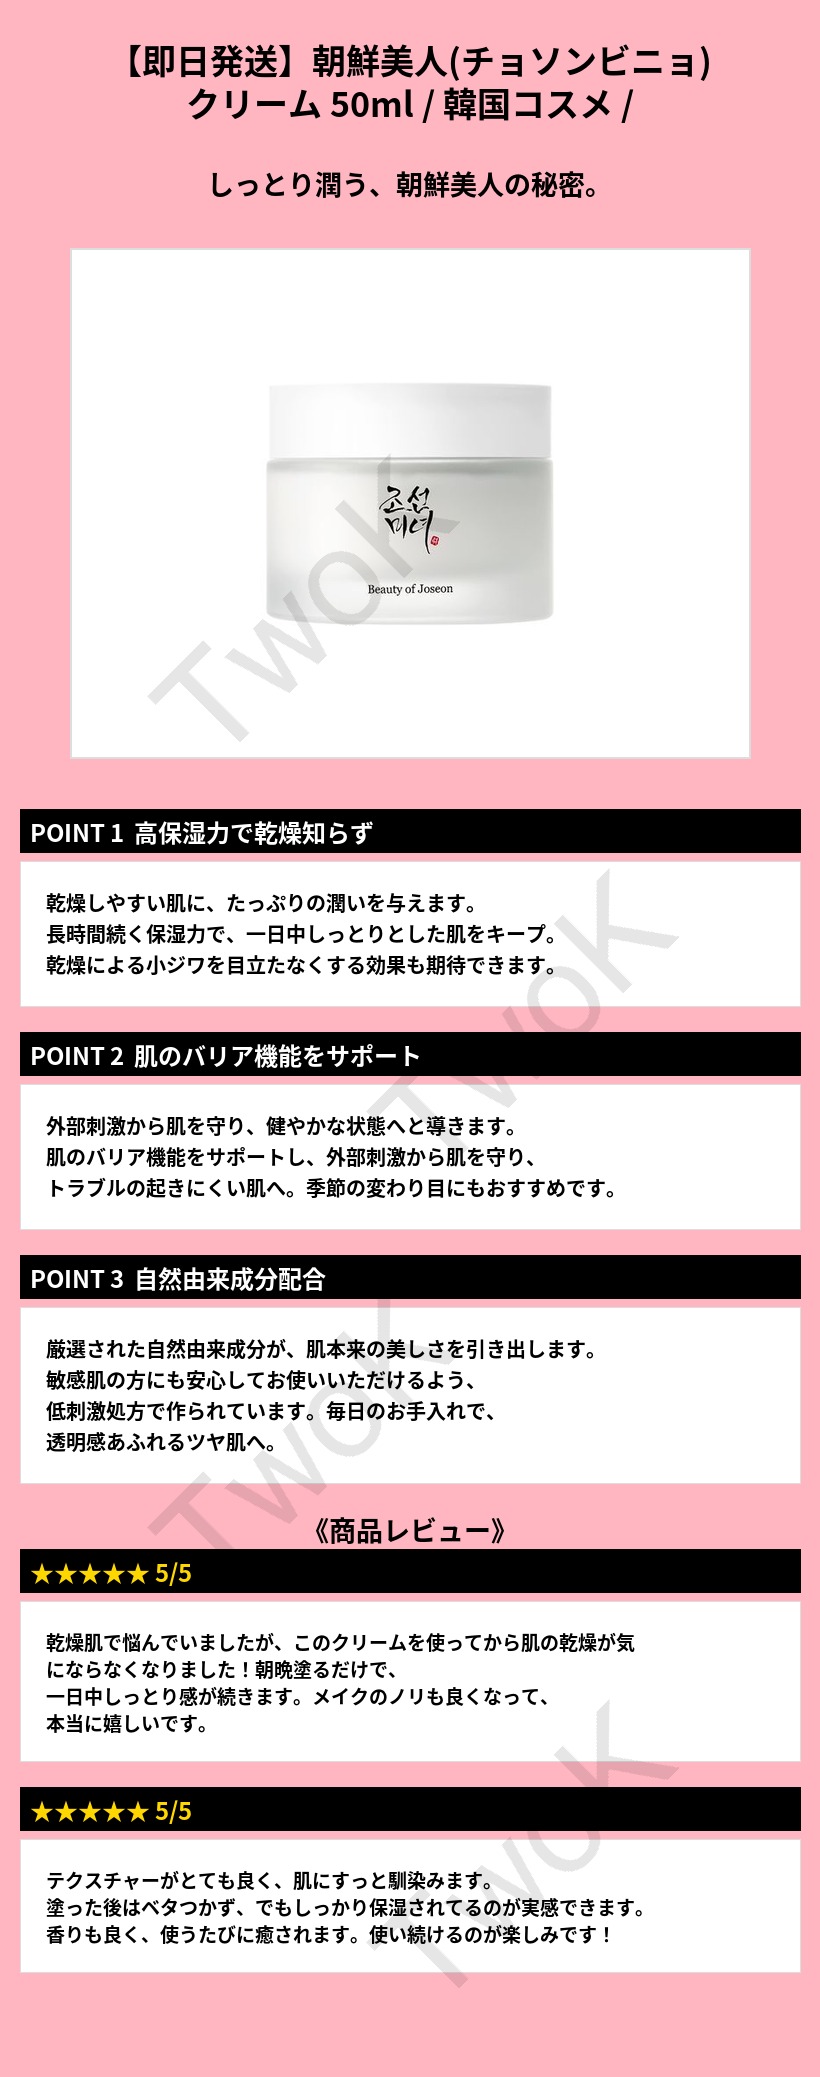 【即日発送】朝鮮美人(チョソンビニョ)
クリーム 50ml / 韓国コスメ /
しっとり潤う、朝鮮美人の秘密。
조선
미녀
Beauty of Joseon
TwoK
POINT 1 高保湿力で乾燥知らず
乾燥しやすい肌に、たっぷりの潤いを与えます。
長時間続く保湿力で、一日中しっとりとした肌をキープ。
乾燥による小ジワを目立たなくする効果も期待できます。
TwoK
POINT 2 肌のバリア機能をサポート
外部刺激から肌を守り、健やかな状態へと導きます。
肌のバリア機能をサポートし、外部刺激から肌を守り、
トラブルの起きにくい肌へ。季節の変わり目にもおすすめです。
POINT 3 自然由来成分配合
厳選された自然由来成分が、肌本来の美しさを引き出します。
敏感肌の方にも安心してお使いいただけるよう、
低刺激処方で作られています。毎日のお手入れで、
透明感あふれるツヤ肌へ。
TwoK
《商品レビュー》
★★★★★ 5/5
乾燥肌で悩んでいましたが、このクリームを使ってから肌の乾燥が気
にならなくなりました！朝晩塗るだけで、
一日中しっとり感が続きます。メイクのノリも良くなって、
本当に嬉しいです。
★★★★★ 5/5
テクスチャーがとても良く、肌にすっと馴染みます。
塗った後はベタつかず、でもしっかり保湿されてるのが実感できます。
香りも良く、使うたびに癒されます。使い続けるのが楽しみです！
TwoK